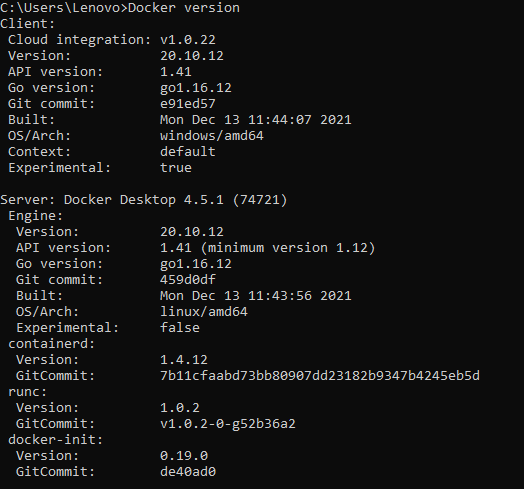 C:\Users\Lenovo>Docker version
Client:
 Cloud integration: v1.0.22
 Version:           20.10.12
 API version:       1.41
 Go version:        go1.16.12
 Git commit:        e91ed57
 Built:             Mon Dec 13 11:44:07 2021
 OS/Arch:           windows/amd64
 Context:           default
 Experimental:      true

Server: Docker Desktop 4.5.1 (74721)
 Engine:
  Version:          20.10.12
  API version:      1.41 (minimum version 1.12)
  Go version:       go1.16.12
  Git commit:       459d0df
  Built:            Mon Dec 13 11:43:56 2021
  OS/Arch:          linux/amd64
  Experimental:     false
 containerd:
  Version:          1.4.12
  GitCommit:        7b11cfaabd73bb80907dd23182b9347b4245eb5d
 runc:
  Version:          1.0.2
  GitCommit:        v1.0.2-0-g52b36a2
 docker-init:
  Version:          0.19.0
  GitCommit:        de40ad0